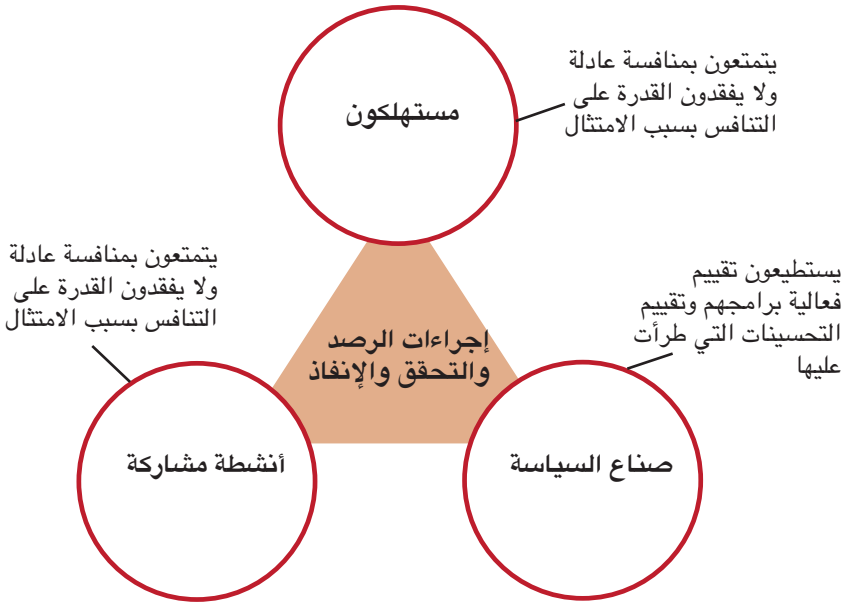 مستهلكون
يتمتعون بمنافسة عادلة
ولا يفقدون القدرة على
التنافس بسبب الامتثال
يستطيعون تقييم
فعالية برامجهم وتقييم
التحسينات التي طرأت
عليها
يتمتعون بمنافسة عادلة
ولا يفقدون القدرة على
التنافس بسبب الامتثال
إجراءات الرصد
والتحقق والإنفاذ
صناع السياسة
أنشطة مشاركة